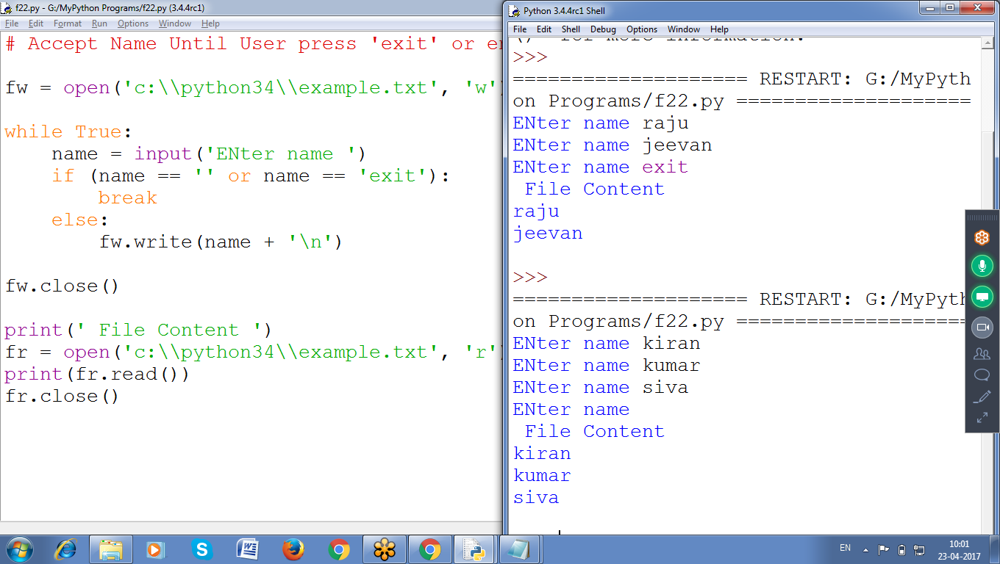 f22.py - G:/MyPython Programs/f22.py (3.4.4rc1)
File Edit Format Run Options Window Help
# Accept Name Until User press 'exit' or
fw = open('c:\\python34\\example.txt', 'w')
while True:
    name = input('ENter name ')
    if (name == '' or name == 'exit'):
        break
    else:
        fw.write(name + '\n')
fw.close()
print(' File Content ')
fr = open('c:\\python34\\example.txt', 'r')
print(fr.read())
fr.close()
Python 3.4.4rc1 Shell
File Edit Shell Debug Options Window Help
()" for more information.
>>>
==================== RESTART: G:/MyPyth
on Programs/f22.py ====================
ENter name raju
ENter name jeevan
ENter name exit
 File Content
raju
jeevan
>>>
==================== RESTART: G:/MyPyth
on Programs/f22.py ====================
ENter name kiran
ENter name kumar
ENter name siva
ENter name
 File Content
kiran
kumar
siva
EN
10:01
23-04-2017